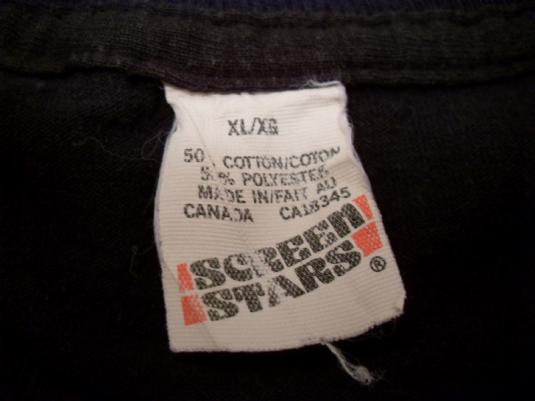 XL/XG
50 COTTON/COTON
50% POLYESTER
MADE IN/FAIT AU
CANADA CA18345
SCREEN
STARS ®